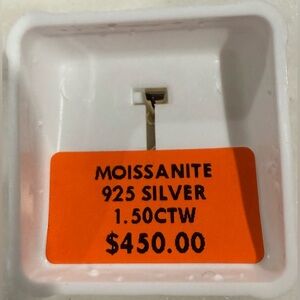 MOISSANITE
925 SILVER
1.50CTW
$450.00